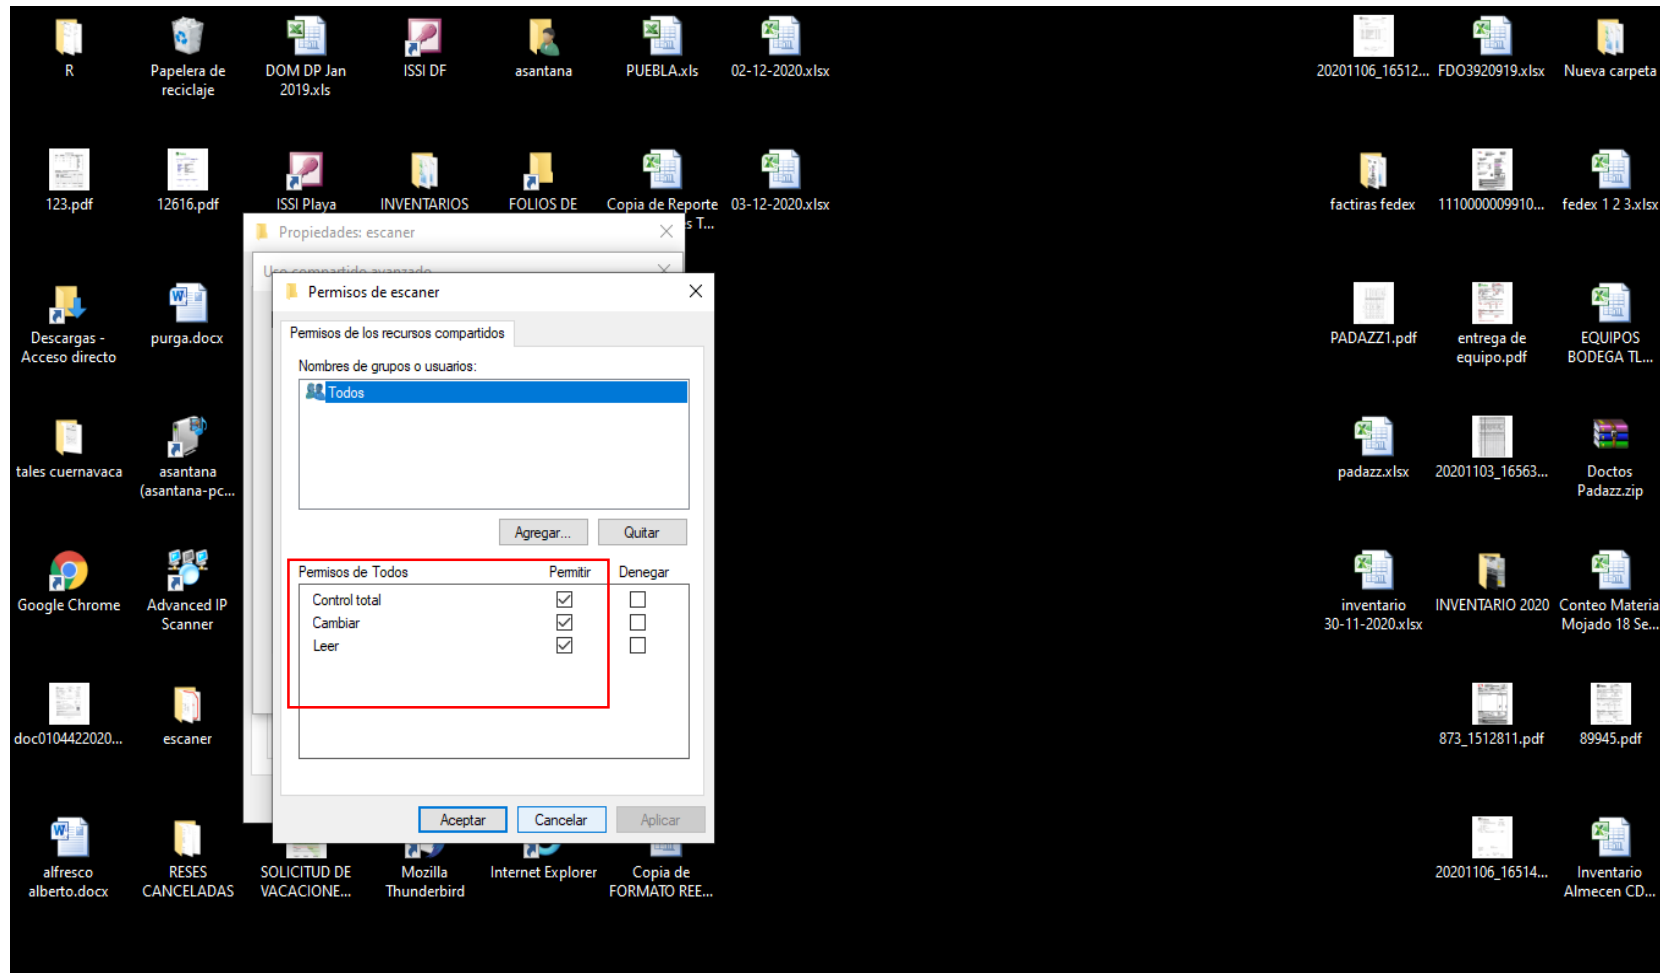 R
Papelera de
reciclaje
DOM DP Jan
2019.xls
ISSI DF
asantana
PUEBLA.xls
02-12-2020.xlsx
20201106_16512...
FDO3920919.xlsx
Nueva carpeta
123.pdf
12616.pdf
ISSI Playa
INVENTARIOS
FOLIOS DE
Copia de Reporte
s T...
03-12-2020.xlsx
factiras fedex
1110000009910...
fedex 1 2 3.xlsx
Propiedades: escaner
Uso compartido avanzado
Permisos de escaner
Permisos de los recursos compartidos
Nombres de grupos o usuarios:
Todos
Agregar...
Quitar
Permisos de Todos
Permitir
Denegar
Control total
Cambiar
Leer
Aceptar
Cancelar
Aplicar
Descargas -
Acceso directo
purga.docx
PADAZZ1.pdf
entrega de
equipo.pdf
EQUIPOS
BODEGA TL...
tales cuernavaca
asantana
(asantana-pc...
padazz.xlsx
20201103_16563...
Doctos
Padazz.zip
Google Chrome
Advanced IP
Scanner
inventario
30-11-2020.xlsx
INVENTARIO 2020
Conteo Materia
Mojado 18 Se...
doc0104422020...
escaner
873_1512811.pdf
89945.pdf
alfresco
alberto.docx
RESES
CANCELADAS
SOLICITUD DE
VACACIONE...
Mozilla
Thunderbird
Internet Explorer
Copia de
FORMATO REE...
20201106_16514...
Inventario
Almecen CD...